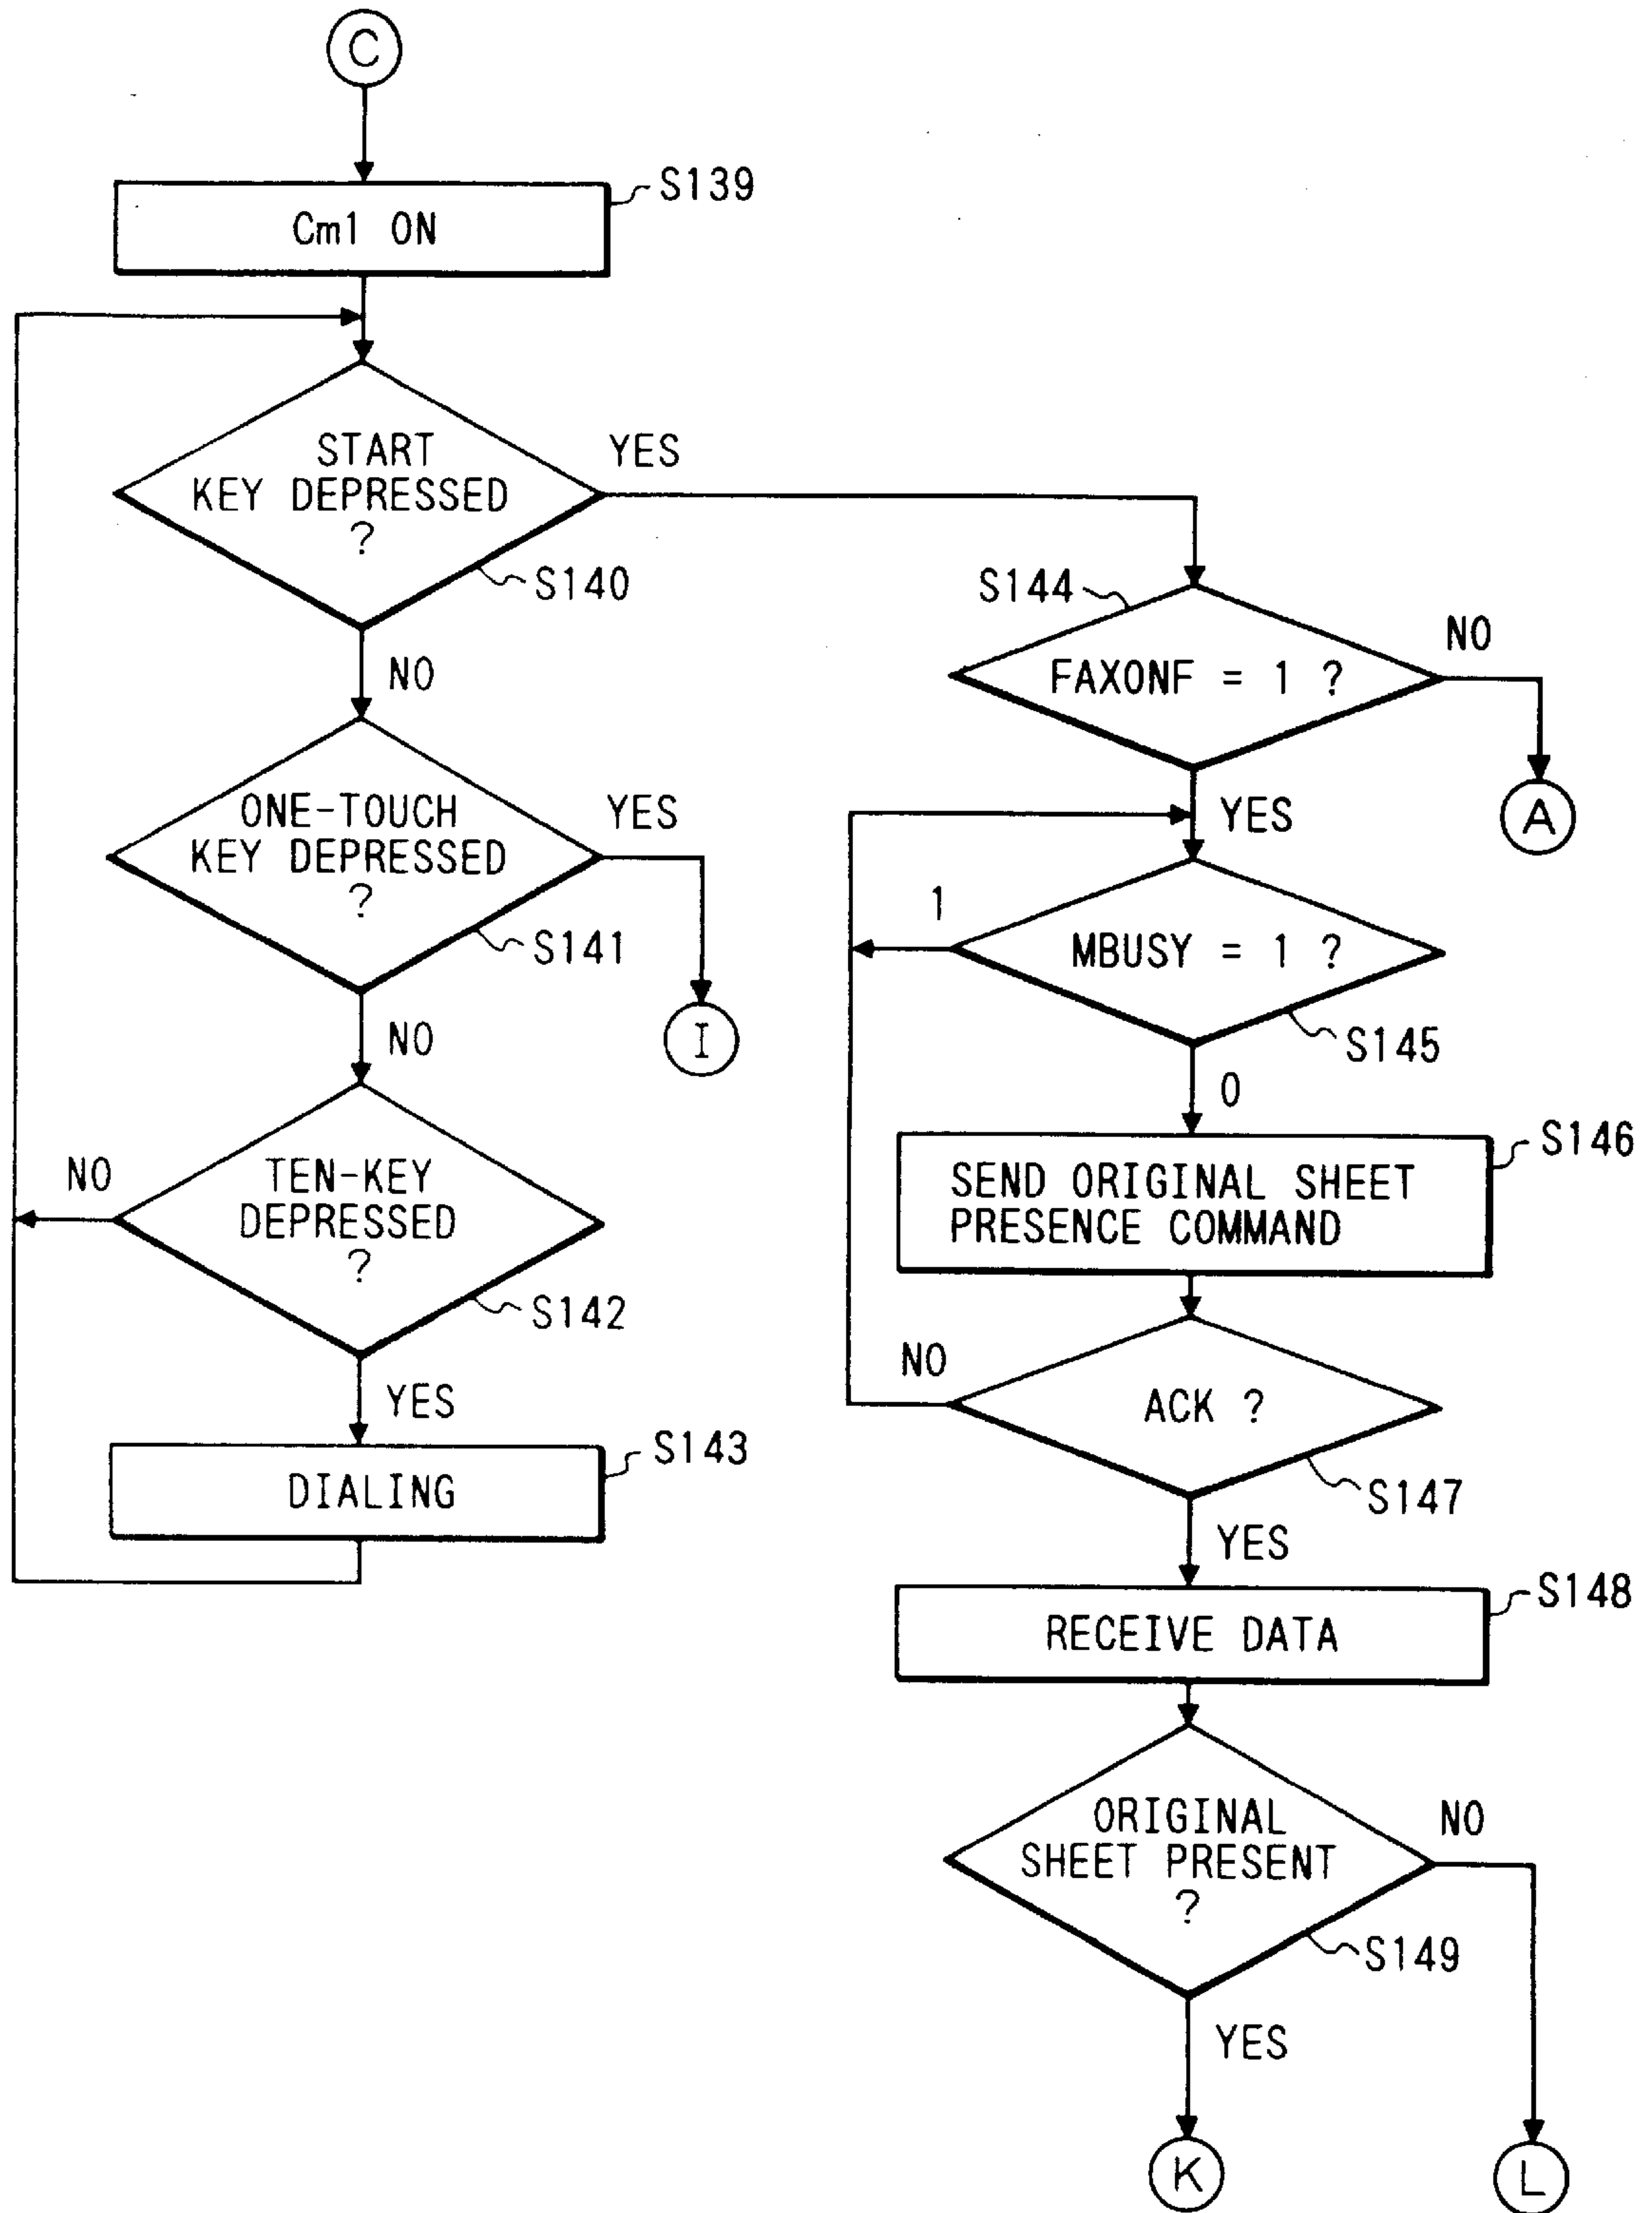 C
S139
Cm1 ON
START
KEY DEPRESSED
?
YES
S140
NO
ONE-TOUCH
KEY DEPRESSED
?
YES
S141
I
NO
TEN-KEY
DEPRESSED
?
NO
S142
YES
S143
DIALING
S144
FAXONF = 1 ?
NO
A
YES
MBUSY = 1 ?
1
S145
0
S146
SEND ORIGINAL SHEET
PRESENCE COMMAND
ACK ?
NO
S147
YES
S148
RECEIVE DATA
ORIGINAL
SHEET PRESENT
?
NO
S149
YES
K
L